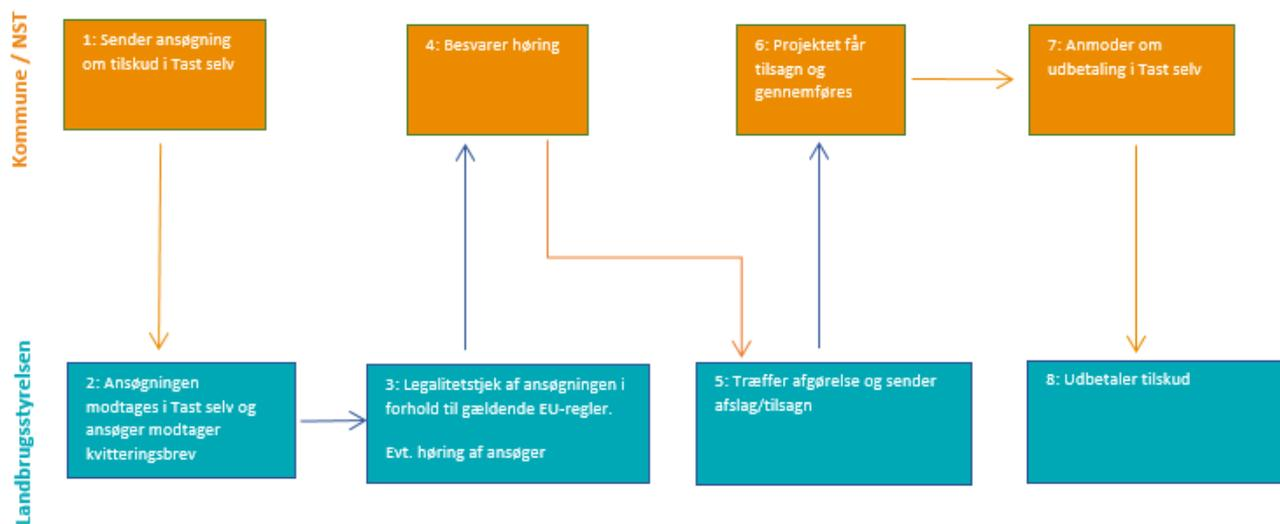 Kommune / NST
1: Sender ansøgning
om tilskud i Tast selv
4: Besvarer høring
6: Projektet får
tilsagn og
gennemføres
7: Anmoder om
udbetaling i Tast selv
Landbrugsstyrelsen
2: Ansøgningen
modtages i Tast selv og
ansøger modtager
kvitteringsbrev
3: Legalitetstjek af ansøgningen i
forhold til gældende EU-regler.
Evt. høring af ansøger
5: Træffer afgørelse og sender
afslag/tilsagn
8: Udbetaler tilskud